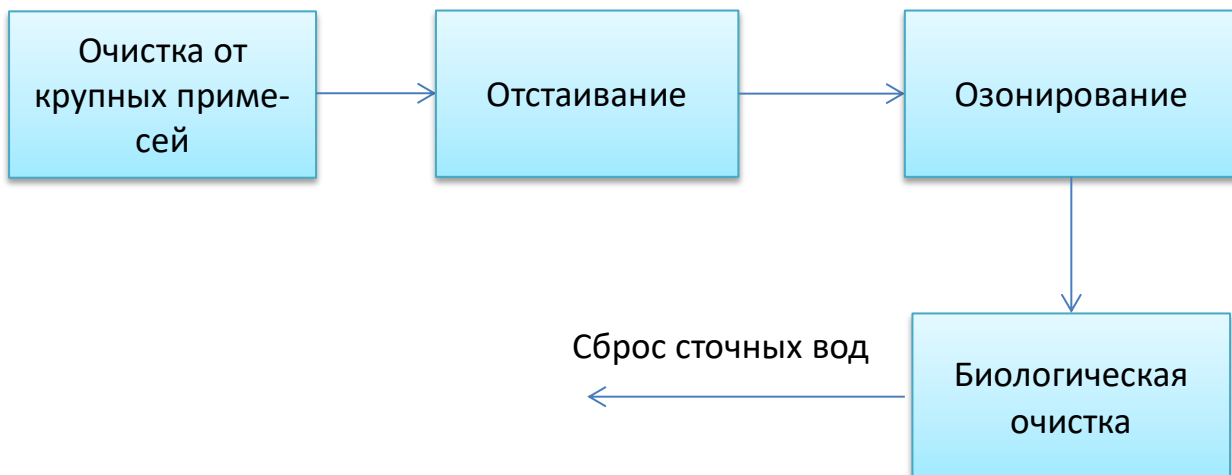 Очистка от
крупных приме-
сей
Отстаивание
Озонирование
Сброс сточных вод
Биологическая
очистка